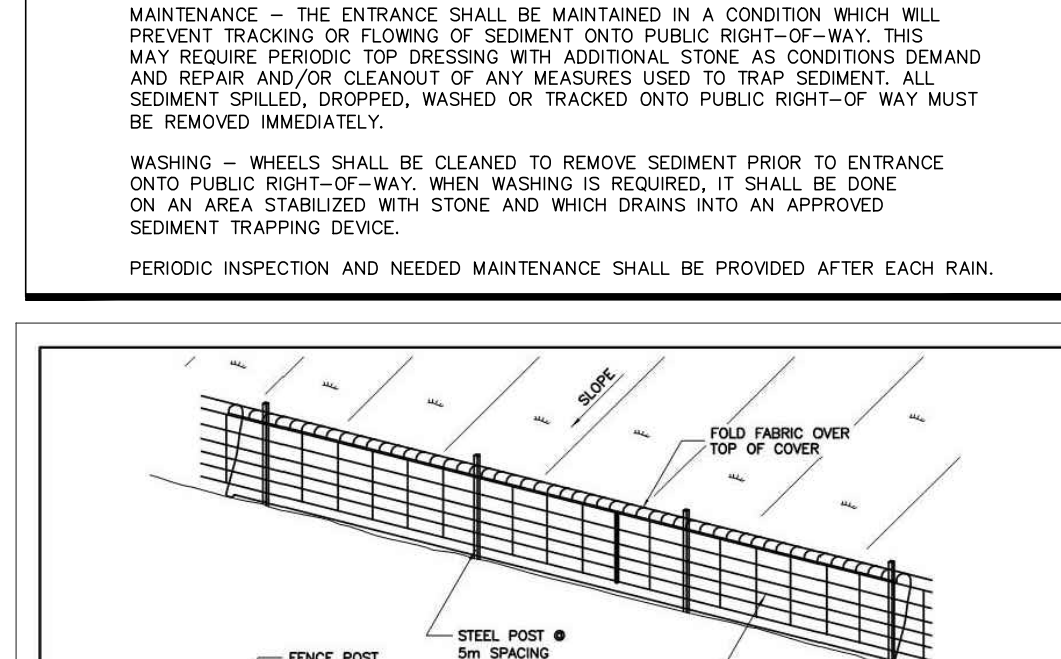 MAINTENANCE – THE ENTRANCE SHALL BE MAINTAINED IN A CONDITION WHICH WILL
PREVENT TRACKING OR FLOWING OF SEDIMENT ONTO PUBLIC RIGHT–OF–WAY. THIS
MAY REQUIRE PERIODIC TOP DRESSING WITH ADDITIONAL STONE AS CONDITIONS DEMAND
AND REPAIR AND/OR CLEANOUT OF ANY MEASURES USED TO TRAP SEDIMENT. ALL
SEDIMENT SPILLED, DROPPED, WASHED OR TRACKED ONTO PUBLIC RIGHT–OF WAY MUST
BE REMOVED IMMEDIATELY.
WASHING – WHEELS SHALL BE CLEANED TO REMOVE SEDIMENT PRIOR TO ENTRANCE
ONTO PUBLIC RIGHT–OF–WAY. WHEN WASHING IS REQUIRED, IT SHALL BE DONE
ON AN AREA STABILIZED WITH STONE AND WHICH DRAINS INTO AN APPROVED
SEDIMENT TRAPPING DEVICE.
PERIODIC INSPECTION AND NEEDED MAINTENANCE SHALL BE PROVIDED AFTER EACH RAIN.
SLOPE
FOLD FABRIC OVER
TOP OF COVER
STEEL POST @
5m SPACING
FENCE POST